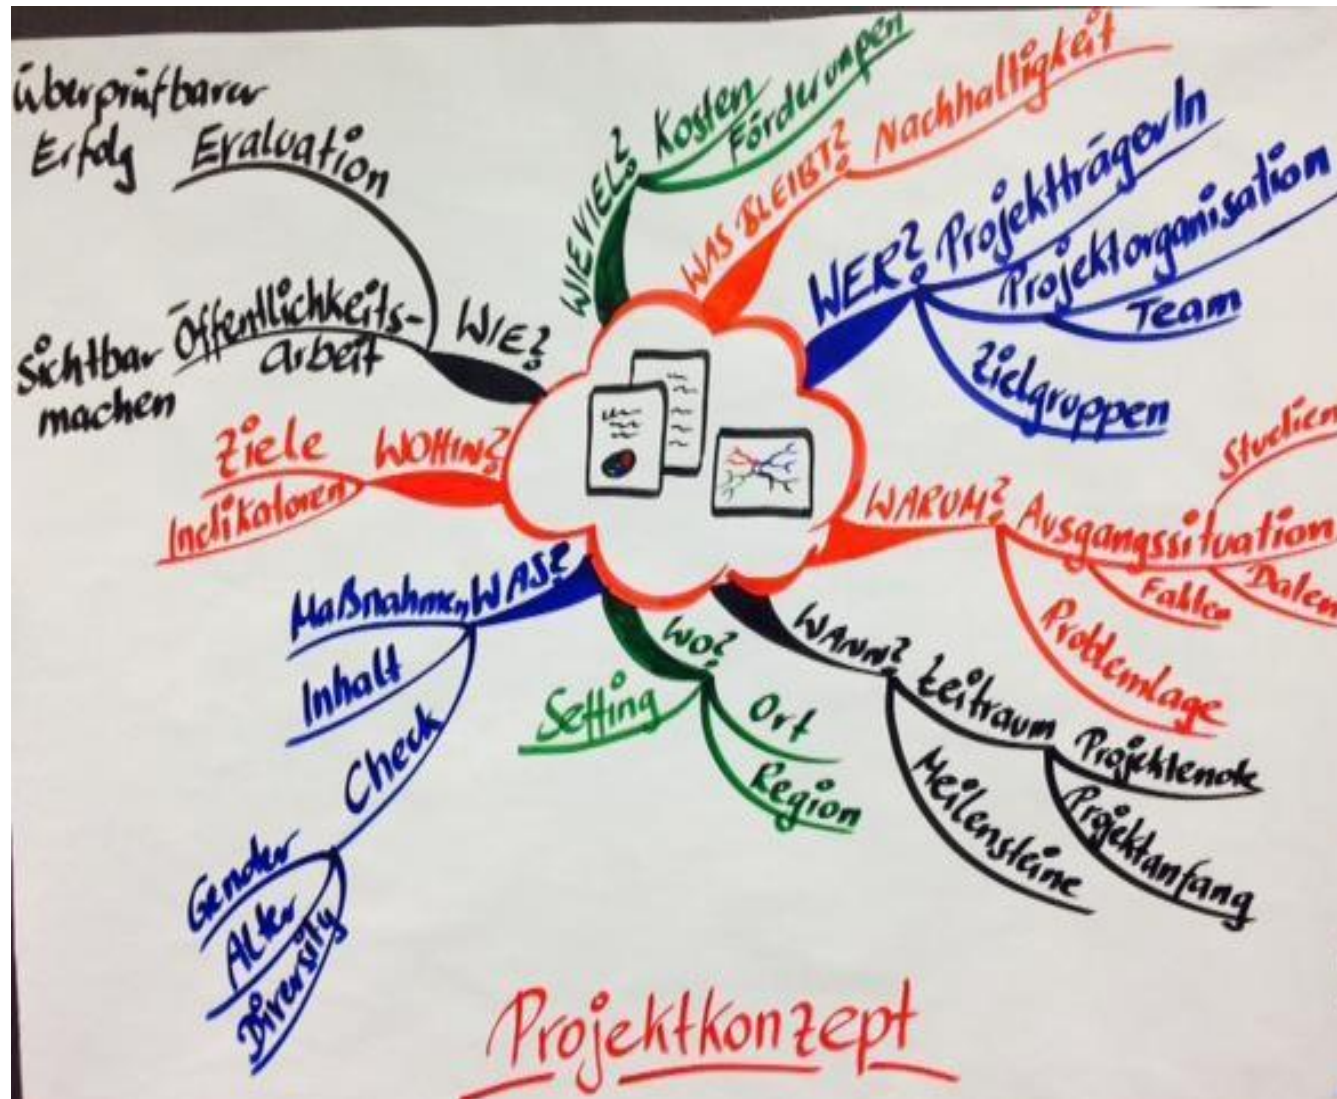 Überprüfbarer
Erfolg
Evaluation
Sichtbar
machen
Öffentlichkeits-
arbeit
WIE?
WIEVIEL?
Kosten
Förderungen
WAS BLEIBT?
Nachhaltigkeit
WER?
ProjektträgerIn
Projektorganisation
Team
Zielgruppen
WARUM?
Ausgangssituation
Studien
Fakten
Daten
Problemlage
WANN?
Zeitraum
Projektende
Projektanfang
Meilensteine
WO?
Setting
Ort
Region
WAS?
Maßnahmen
Inhalt
Check
Gender
Alter
Diversity
WOHIN?
Ziele
Indikatoren
Projektkonzept